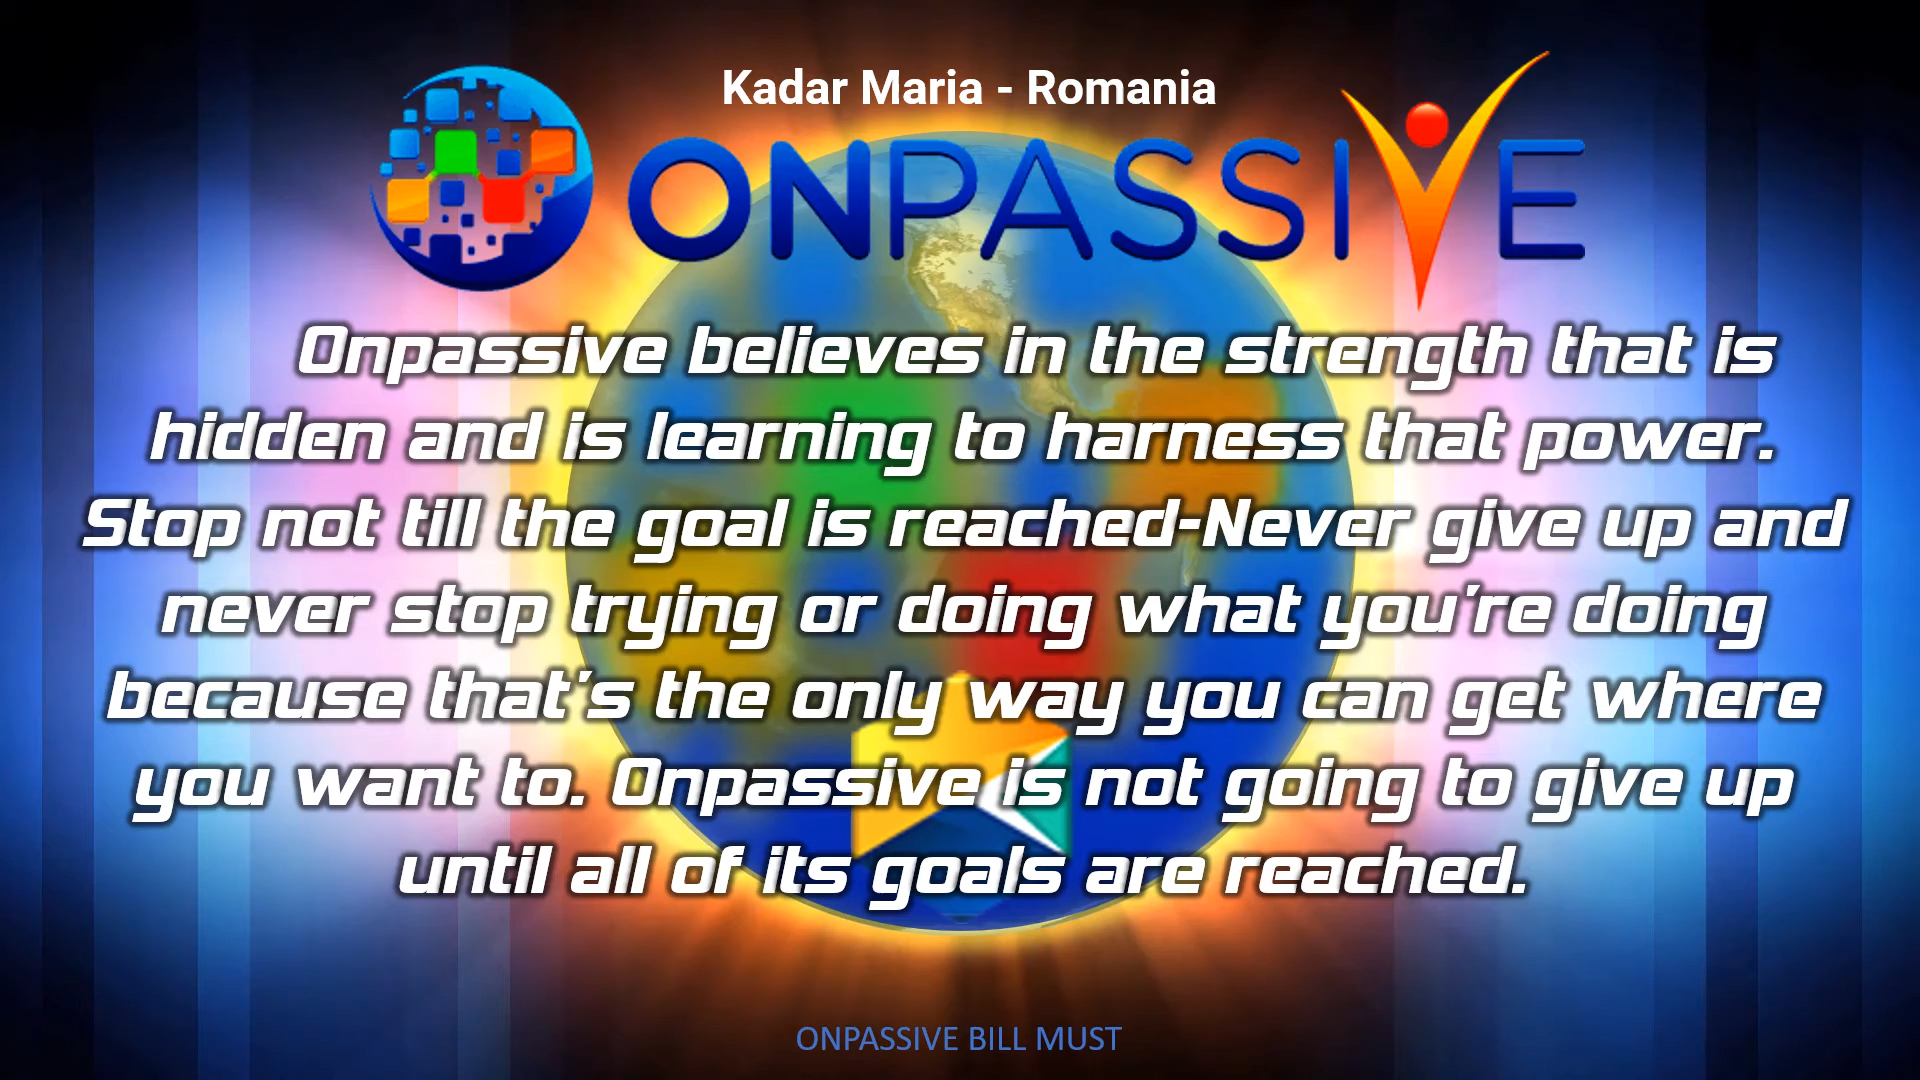 Kadar Maria - Romania
ONPASSIVE
Onpassive believes in the strength that is
hidden and is learning to harness that power.
Stop not till the goal is reached-Never give up and
never stop trying or doing what you're doing
because that's the only way you can get where
you want to. Onpassive is not going to give up
until all of its goals are reached.
ONPASSIVE BILL MUST